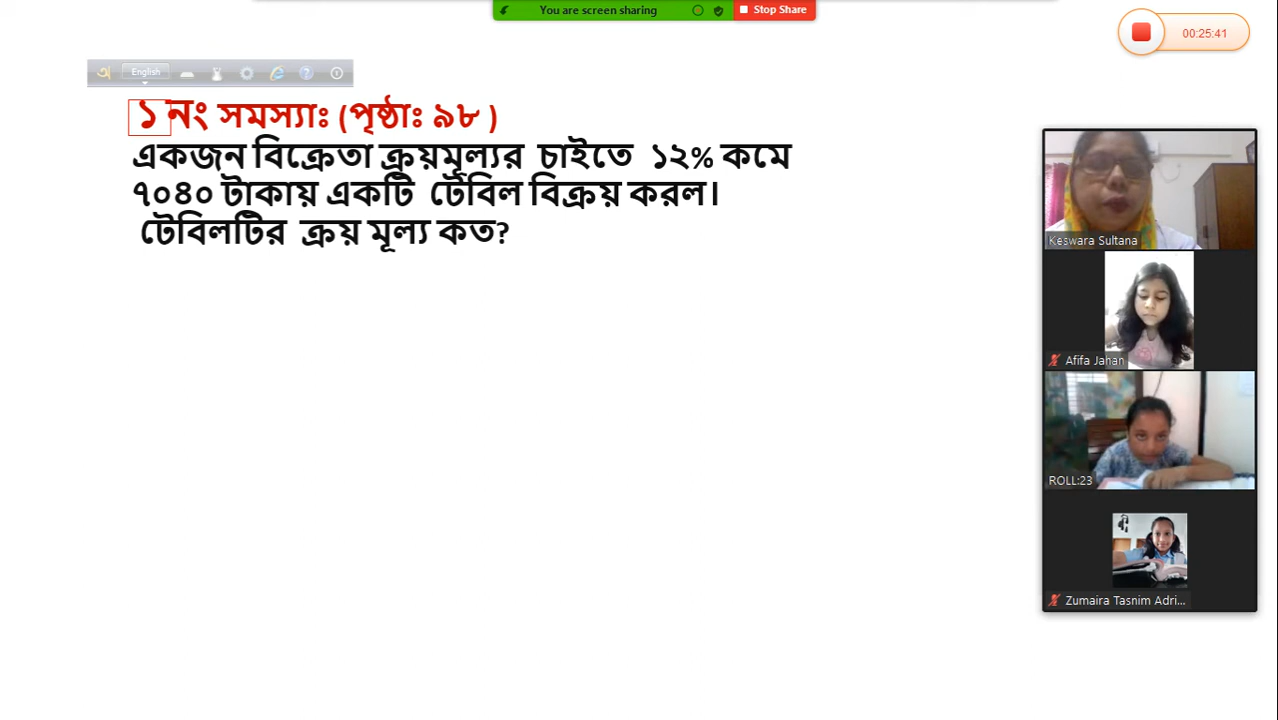 You are screen sharing
Stop Share
00:25:41
অ English
১ নং সমস্যাঃ (পৃষ্ঠাঃ ৯৮ )
একজন বিক্রেতা ক্রয়মূল্যর চাইতে ১২% কমে
৭০৪০ টাকায় একটি টেবিল বিক্রয় করল।
টেবিলটির ক্রয় মূল্য কত?
Keswara Sultana
Afifa Jahan
ROLL:23
Zumaira Tasnim Adri...